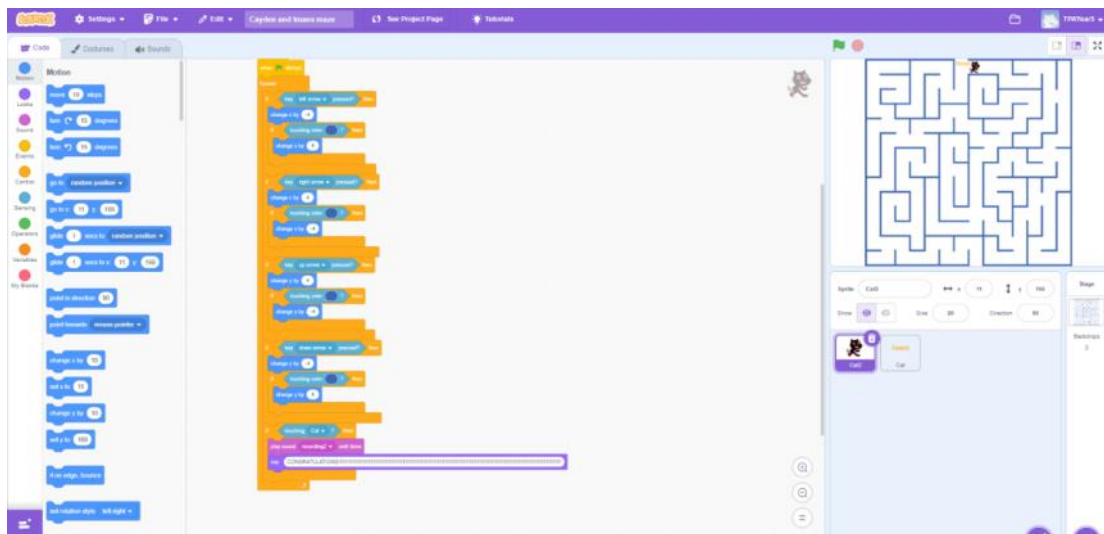 SCRATCH Settings File Edit Cayden and Imans maze See Project Page Tutorials
Code Costumes Sounds
Motion
Motion
move 10 steps
Looks
turn 15 degrees
Sound
turn 15 degrees
Events
Control
go to random position
Sensing
go to x: 11 y: 155
Operators
glide 1 secs to random position
Variables
glide 1 secs to x: 11 y:
My Blocks
point in direction 90
point towards mouse-pointer
change x by 10
set x to 11
change y by 10
set y to
if on edge, bounce
set rotation style left-right
when clicked
forever
if key left arrow pressed? then
change x by
if touching color ? then
change x by
if key right arrow pressed? then
change x by
if touching color ? then
change x by
if key up arrow pressed? then
change y by
if touching color ? then
change y by
if key down arrow pressed? then
change y by
if touching color ? then
change y by
if touching Cat ? then
play sound recording2 until done
say
Sprite Cat2 x 11 y
Show Size 20 Direction 90
Cat2 Cat
Stage
Backdrops